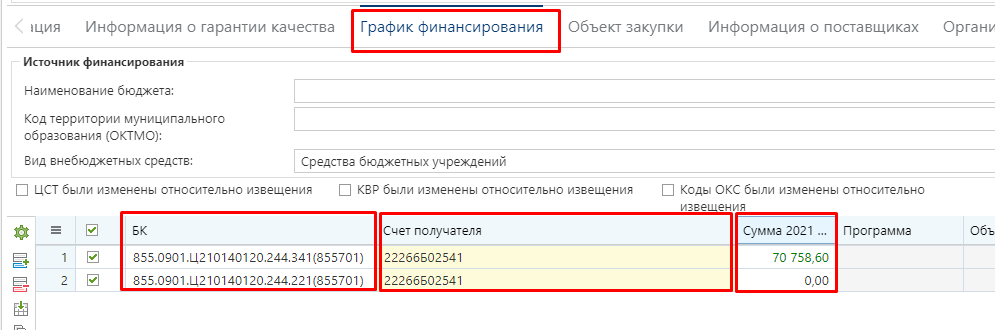 ация Информация о гарантии качества График финансирования Объект закупки Информация о поставщиках Органи
Источник финансирования
Наименование бюджета:
Код территории муниципального
образования (ОКТМО):
Вид внебюджетных средств: Средства бюджетных учреждений
ЦСТ были изменены относительно извещения КВР были изменены относительно извещения Коды ОКС были изменены относительно
извещения
БК Счет получателя Сумма 2021 ... Программа Объ
1 855.0901.Ц210140120.244.341(855701) 22266Б02541 70 758,60
2 855.0901.Ц210140120.244.221(855701) 22266Б02541 0,00